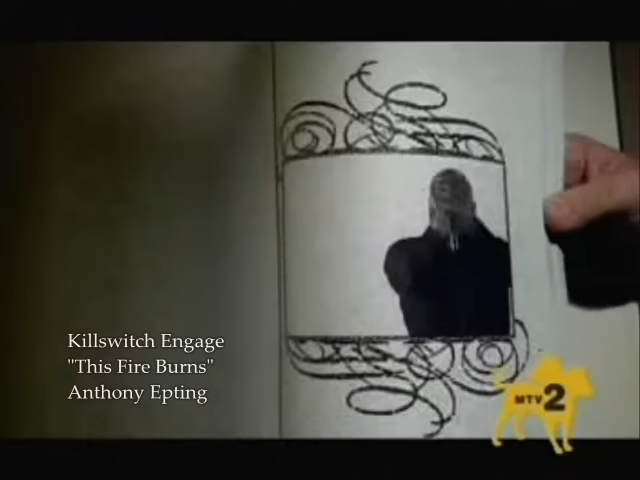 Killswitch Engage
"This Fire Burns"
Anthony Epting
MTV2